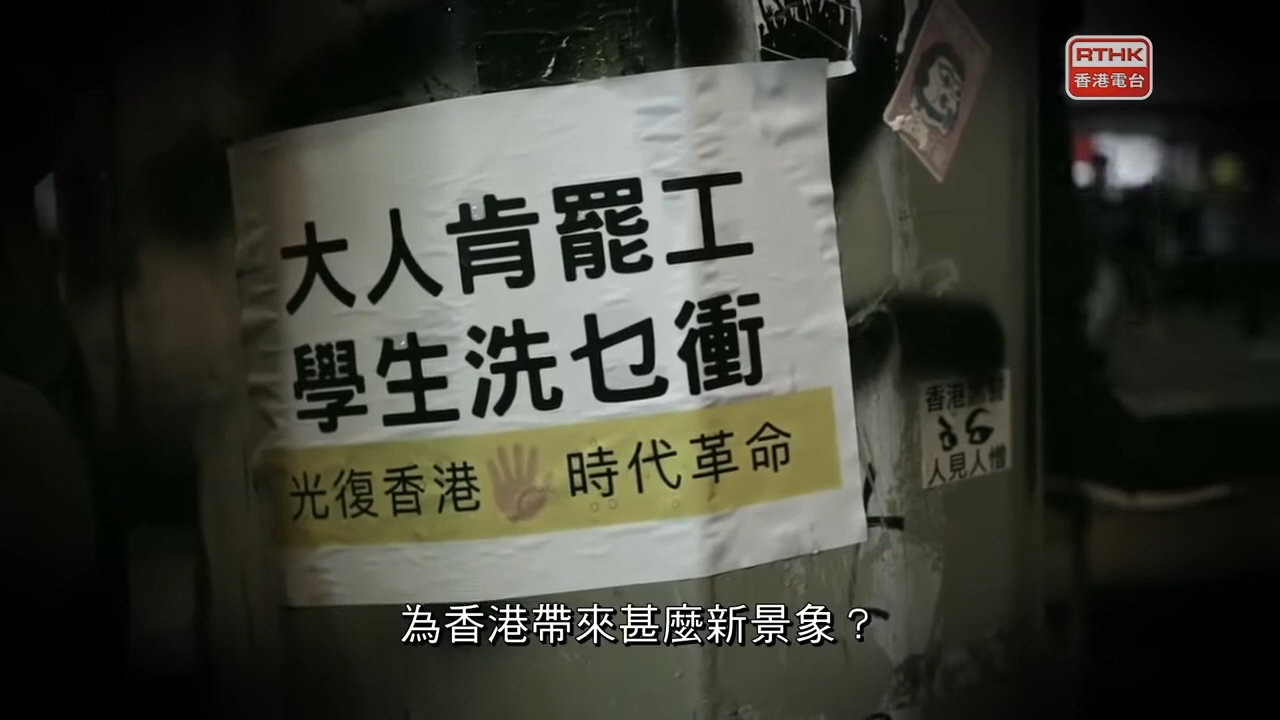 RTHK
香港電台
大人肯罷工
學生洗乜衝
光復香港 時代革命
香港
人見人憎
為香港帶來甚麼新景象？